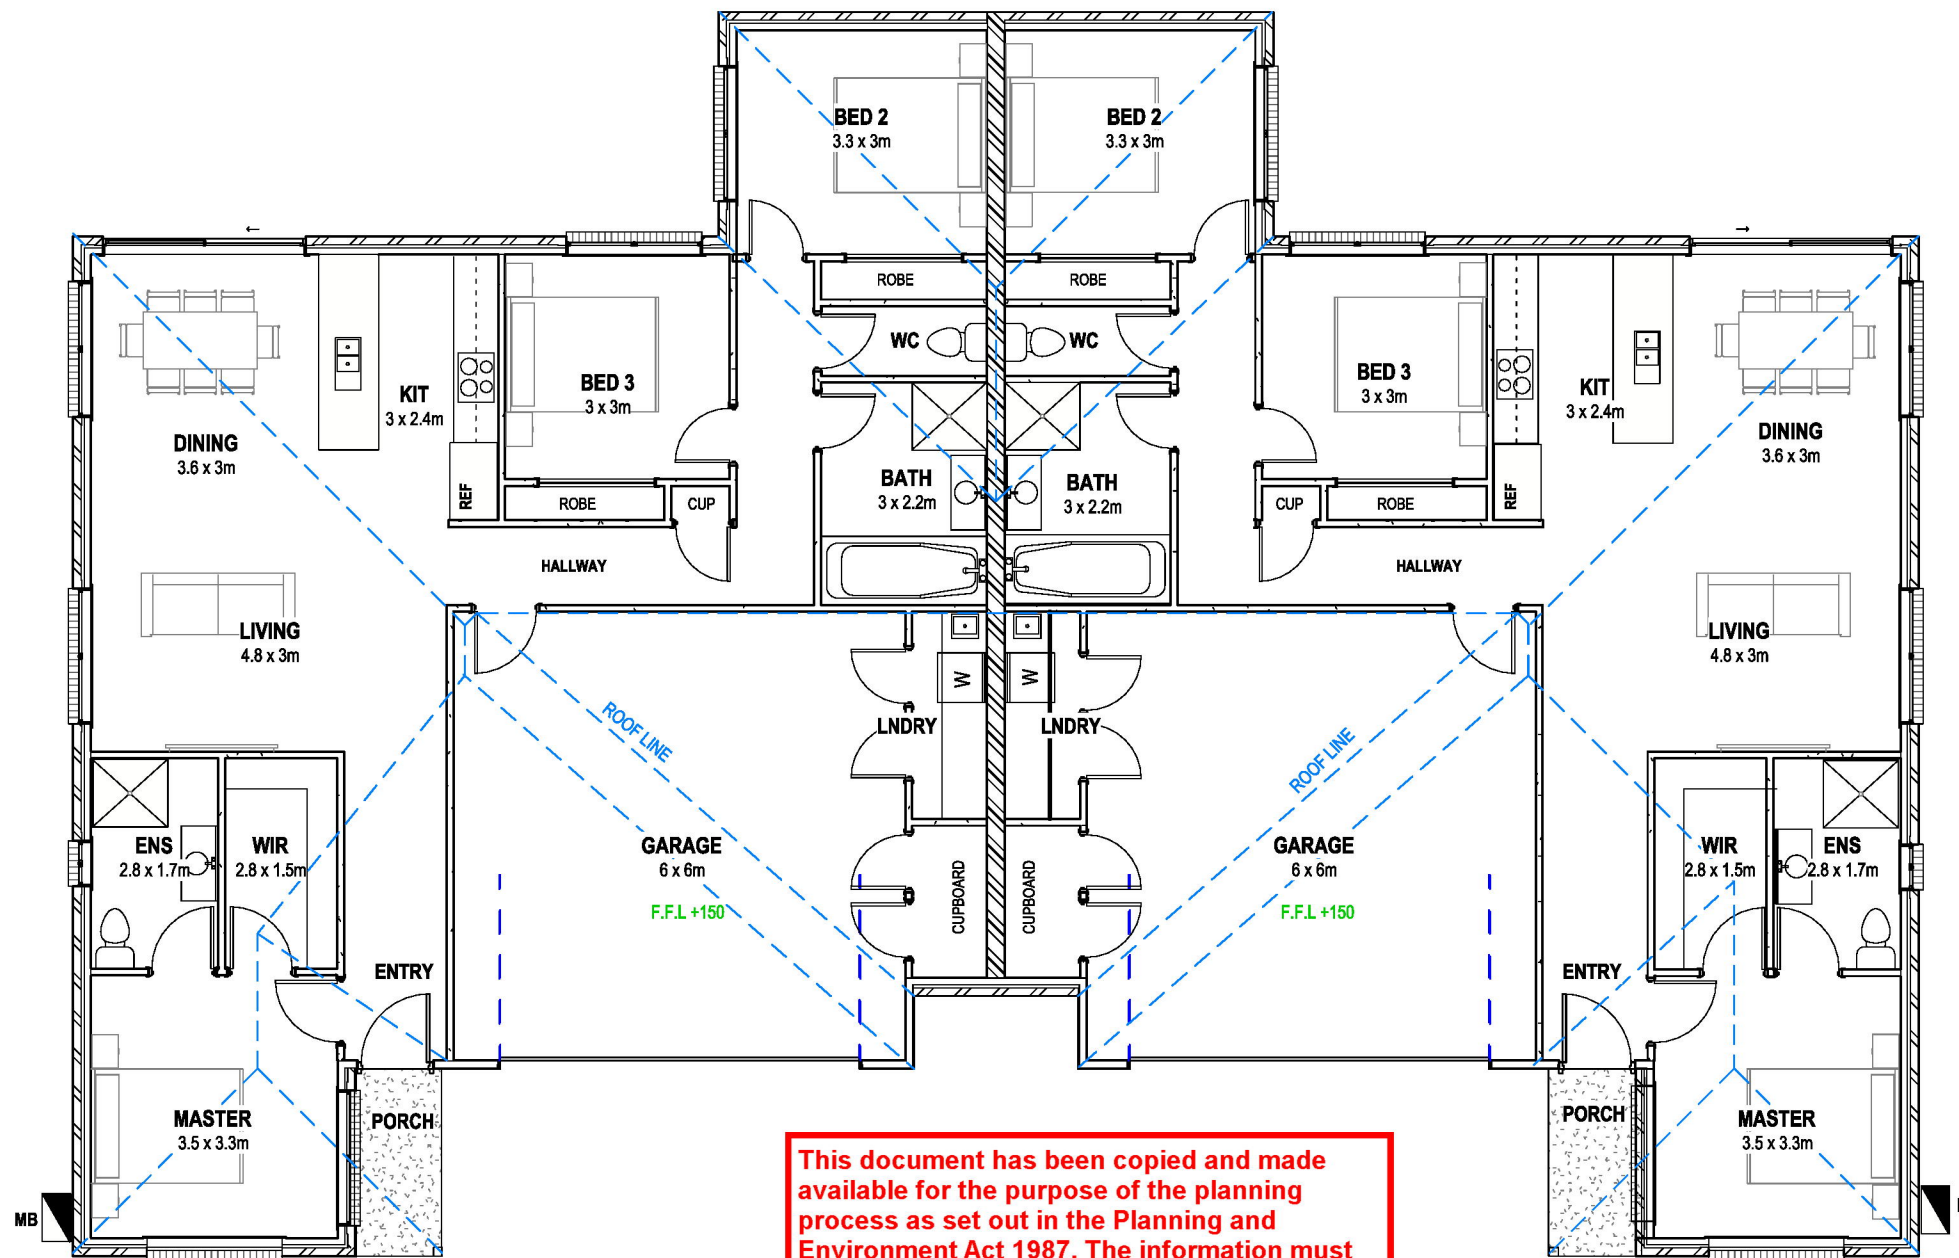 BED 2
3.3 x 3m
BED 2
3.3 x 3m
←
→
ROBE
ROBE
WC
WC
BED 3
3 x 3m
KIT
3 x 2.4m
BED 3
3 x 3m
KIT
3 x 2.4m
DINING
3.6 x 3m
DINING
3.6 x 3m
BATH
3 x 2.2m
BATH
3 x 2.2m
REF
ROBE
CUP
CUP
ROBE
REF
HALLWAY
HALLWAY
LIVING
4.8 x 3m
LIVING
4.8 x 3m
W
W
ROOF LINE
LNDRY
LNDRY
ROOF LINE
ENS
2.8 x 1.7m
WIR
2.8 x 1.5m
GARAGE
6 x 6m
F.F.L +150
CUPBOARD
CUPBOARD
GARAGE
6 x 6m
F.F.L +150
WIR
2.8 x 1.5m
ENS
2.8 x 1.7m
ENTRY
ENTRY
MASTER
3.5 x 3.3m
PORCH
PORCH
MASTER
3.5 x 3.3m
MB
This document has been copied and made
available for the purpose of the planning
process as set out in the Planning and
Environment Act 1987. The information must